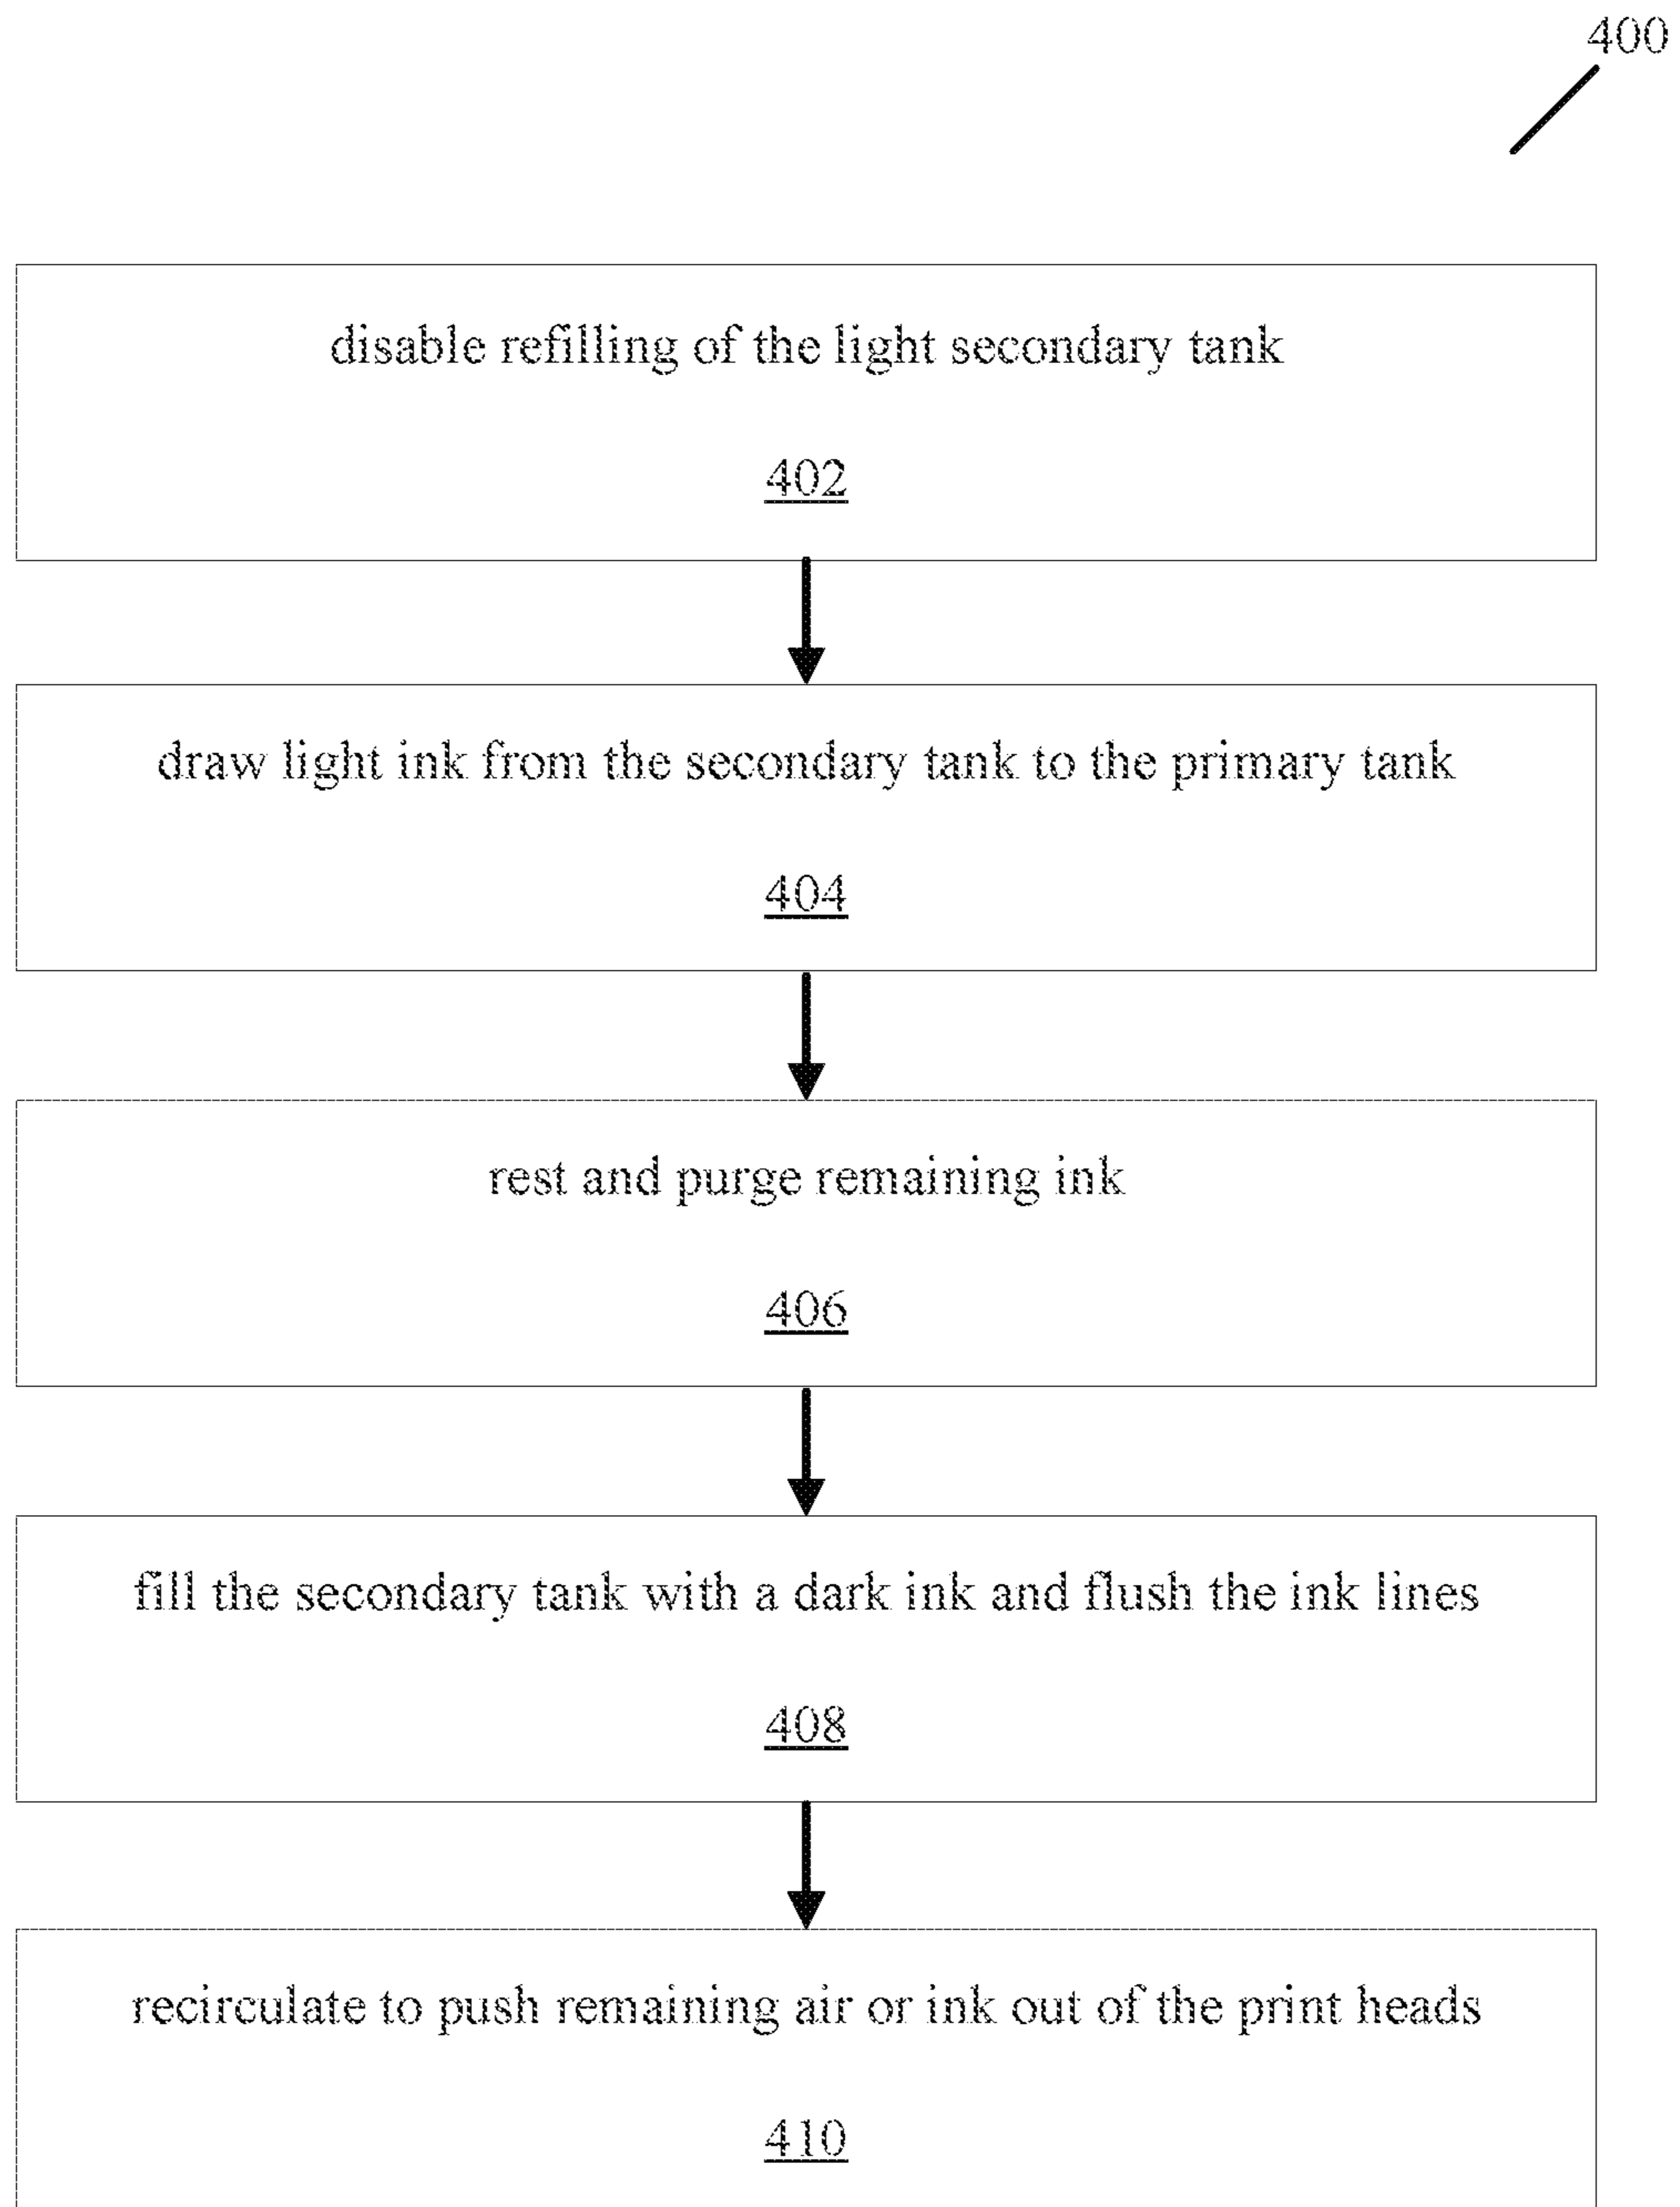 400
disable refilling of the light secondary tank
402
draw light ink from the secondary tank to the primary tank
404
rest and purge remaining ink
406
fill the secondary tank with a dark ink and flush the ink lines
408
recirculate to push remaining air or ink out of the print heads
410